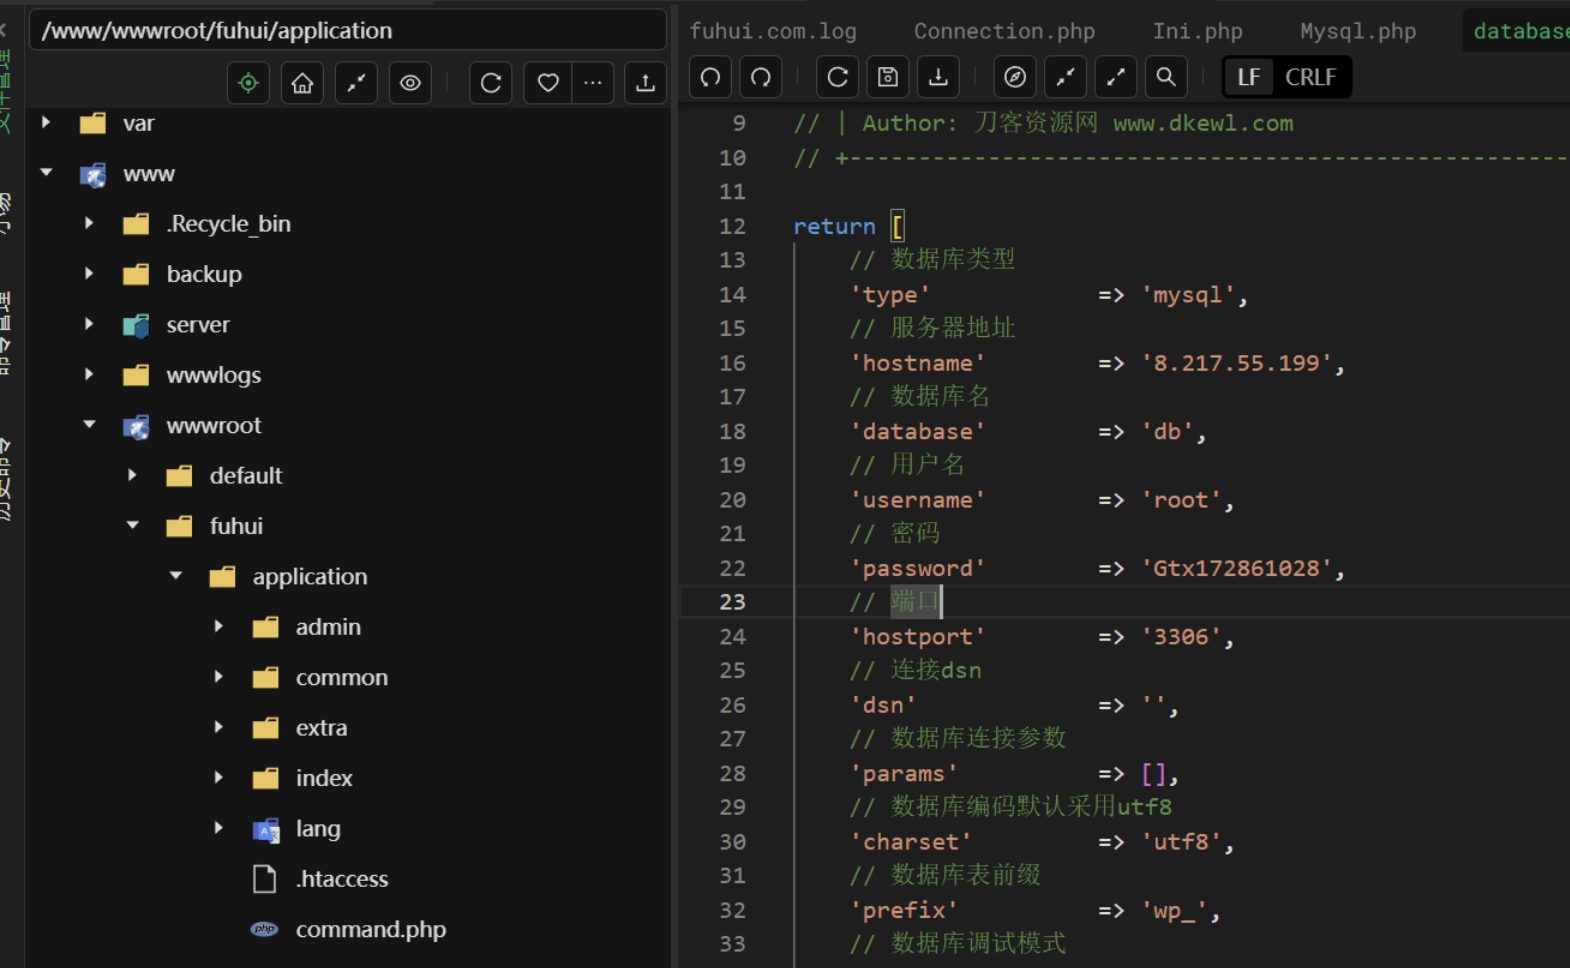 /www/wwwroot/fuhui/application
var
www
.Recycle_bin
backup
server
wwwlogs
wwwroot
default
fuhui
application
admin
common
extra
index
lang
.htaccess
command.php
fuhui.com.log Connection.php Ini.php Mysql.php database
LF CRLF
9 // | Author: 刀客资源网 www.dkewl.com
10 // +----------------------------------------------------
11
12 return [
13 // 数据库类型
14 'type' => 'mysql',
15 // 服务器地址
16 'hostname' => '8.217.55.199',
17 // 数据库名
18 'database' => 'db',
19 // 用户名
20 'username' => 'root',
21 // 密码
22 'password' => 'Gtx172861028',
23 // 端口
24 'hostport' => '3306',
25 // 连接dsn
26 'dsn' => '',
27 // 数据库连接参数
28 'params' => [],
29 // 数据库编码默认采用utf8
30 'charset' => 'utf8',
31 // 数据库表前缀
32 'prefix' => 'wp_',
33 // 数据库调试模式